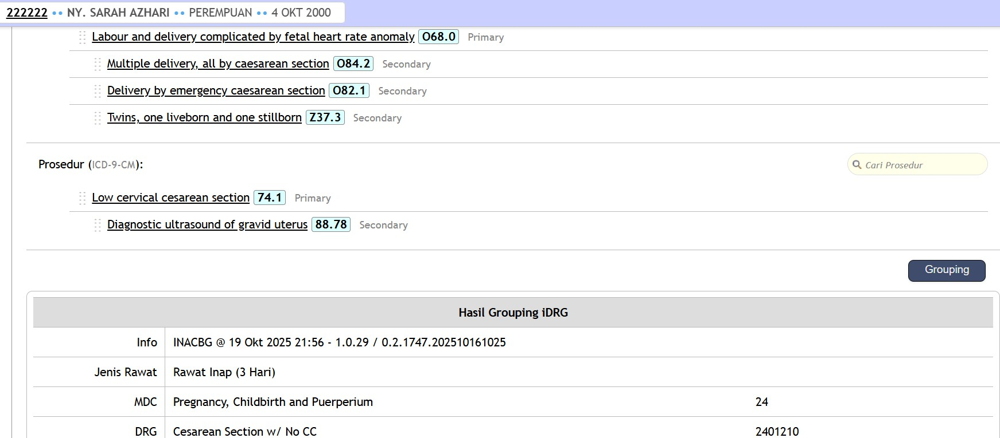 222222 •• NY. SARAH AZHARI •• PEREMPUAN •• 4 OKT 2000
Labour and delivery complicated by fetal heart rate anomaly O68.0 Primary
Multiple delivery, all by caesarean section O84.2 Secondary
Delivery by emergency caesarean section O82.1 Secondary
Twins, one liveborn and one stillborn Z37.3 Secondary
Prosedur (ICD-9-CM): Cari Prosedur
Low cervical cesarean section 74.1 Primary
Diagnostic ultrasound of gravid uterus 88.78 Secondary
Grouping
Hasil Grouping iDRG
Info INACBG @ 19 Okt 2025 21:56 - 1.0.29 / 0.2.1747.202510161025
Jenis Rawat Rawat Inap (3 Hari)
MDC Pregnancy, Childbirth and Puerperium 24
DRG Cesarean Section w/ No CC 2401210